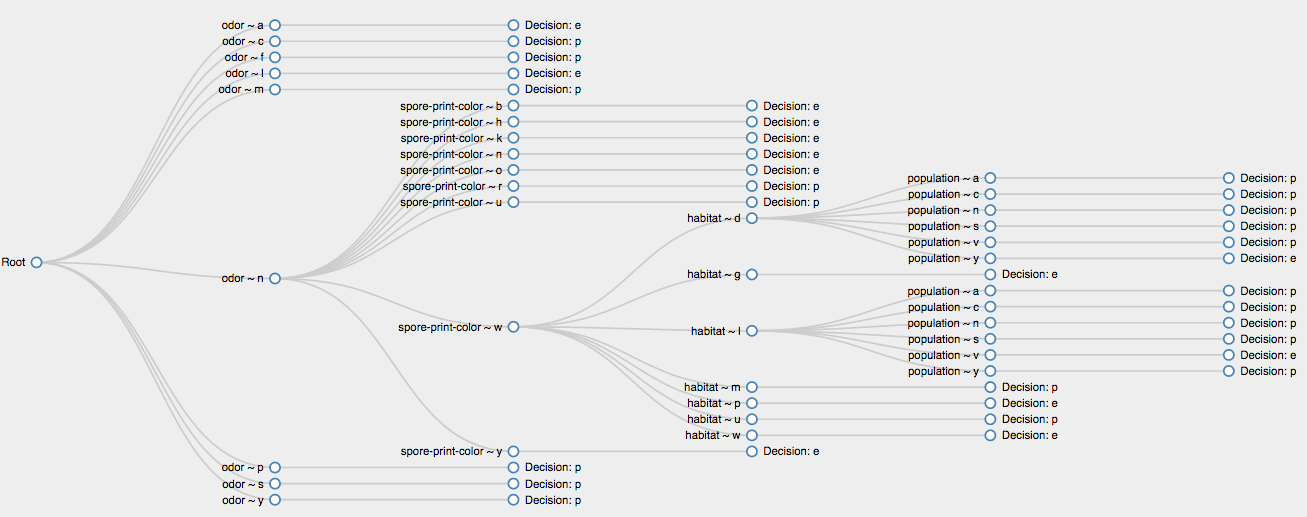 odor ~ a Decision: e
odor ~ c Decision: p
odor ~ f Decision: p
odor ~ l Decision: e
odor ~ m Decision: p
spore-print-color ~ b Decision: e
spore-print-color ~ h Decision: e
spore-print-color ~ k Decision: e
spore-print-color ~ n Decision: e
spore-print-color ~ o Decision: e
population ~ a Decision: p
spore-print-color ~ r Decision: p
population ~ c Decision: p
spore-print-color ~ u Decision: p
population ~ n Decision: p
habitat ~ d
population ~ s Decision: p
population ~ v Decision: p
population ~ y Decision: e
Root
habitat ~ g Decision: e
odor ~ n
population ~ a Decision: p
population ~ c Decision: p
population ~ n Decision: p
spore-print-color ~ w
habitat ~ l
population ~ s Decision: p
population ~ v Decision: e
population ~ y Decision: p
habitat ~ m Decision: p
habitat ~ p Decision: e
habitat ~ u Decision: p
habitat ~ w Decision: e
spore-print-color ~ y Decision: e
odor ~ p Decision: p
odor ~ s Decision: p
odor ~ y Decision: p